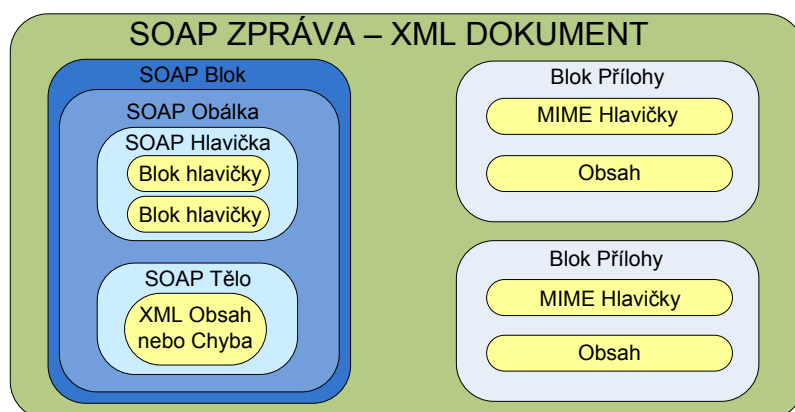 SOAP ZPRÁVA – XML DOKUMENT
SOAP Blok
SOAP Obálka
SOAP Hlavička
Blok hlavičky
Blok hlavičky
SOAP Tělo
XML Obsah
nebo Chyba
Blok Přílohy
MIME Hlavičky
Obsah
Blok Přílohy
MIME Hlavičky
Obsah